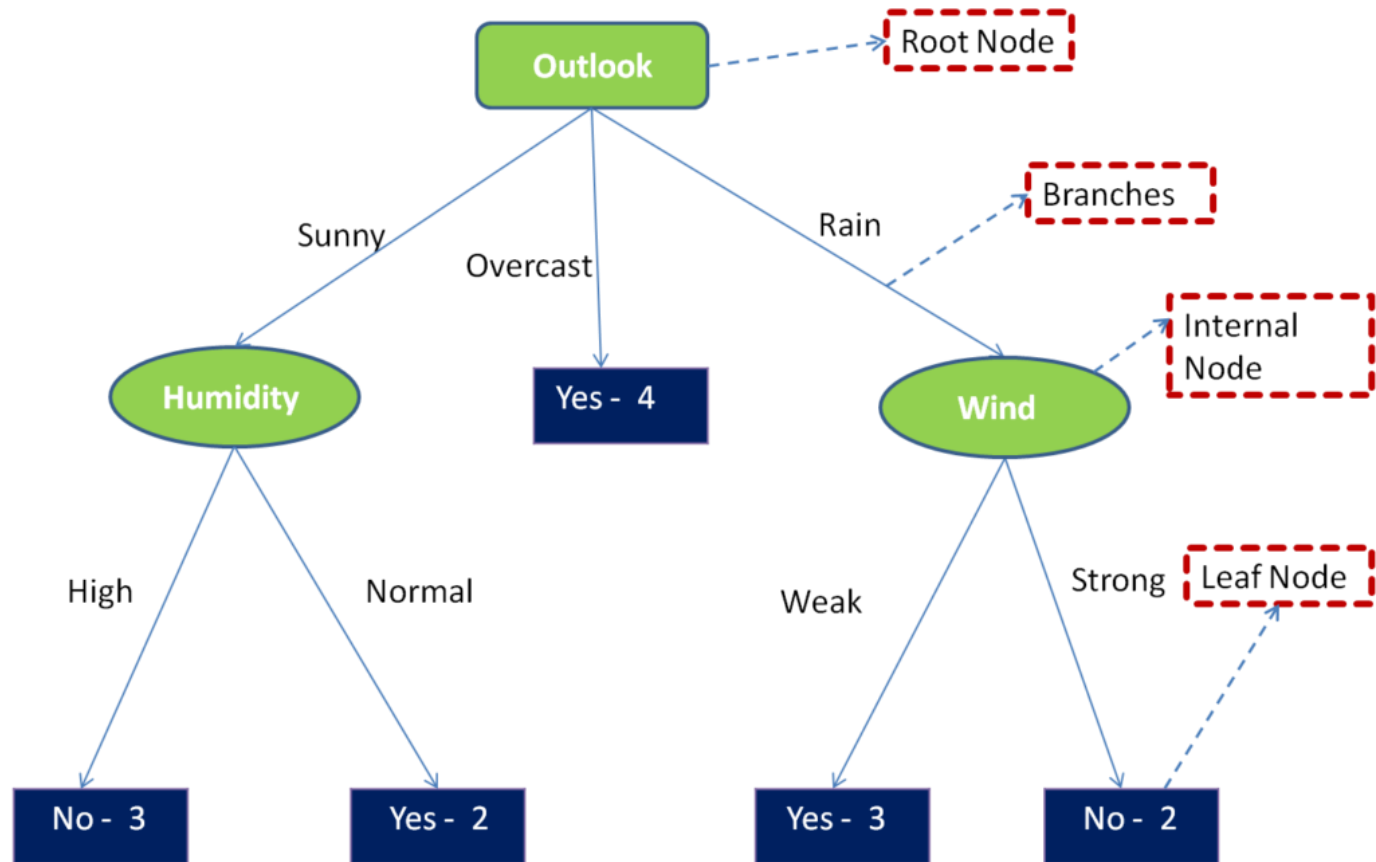 Outlook
Root Node
Branches
Sunny
Overcast
Rain
Internal
Node
Humidity
Yes - 4
Wind
High
Normal
Weak
Strong
Leaf Node
No - 3
Yes - 2
Yes - 3
No - 2